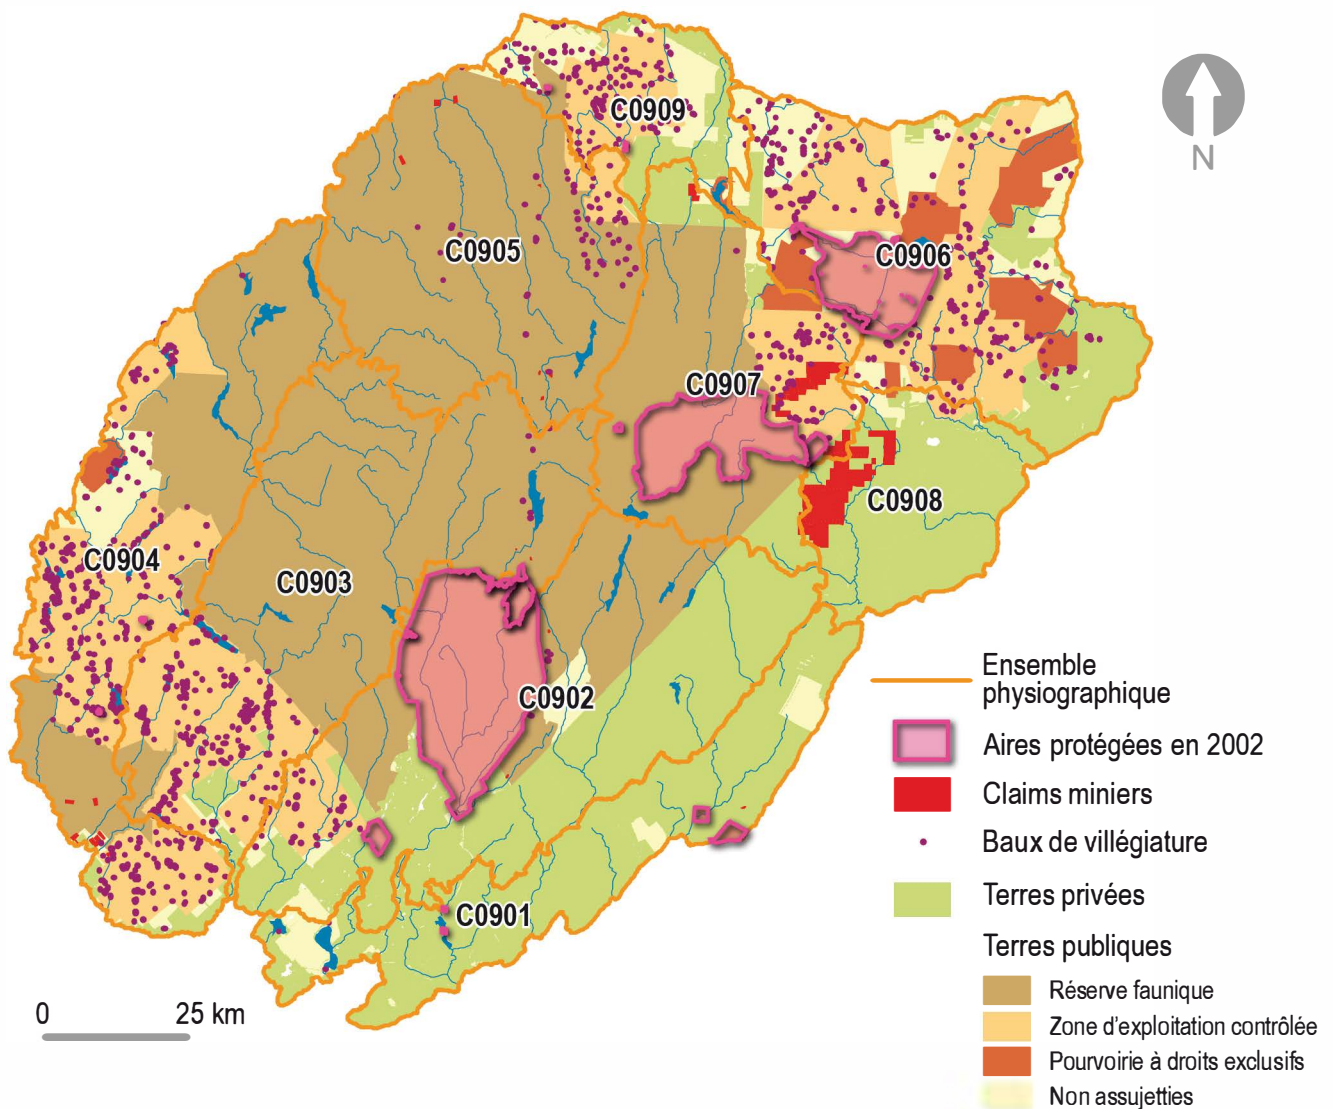 C0909
N
C0905
C0906
C0907
C0908
C0904
C0903
C0902
C0901
Ensemble
physiographique
Aires protégées en 2002
Claims miniers
Baux de villégiature
Terres privées
Terres publiques
Réserve faunique
Zone d'exploitation contrôlée
Pourvoirie à droits exclusifs
Non assujetties
0 25 km